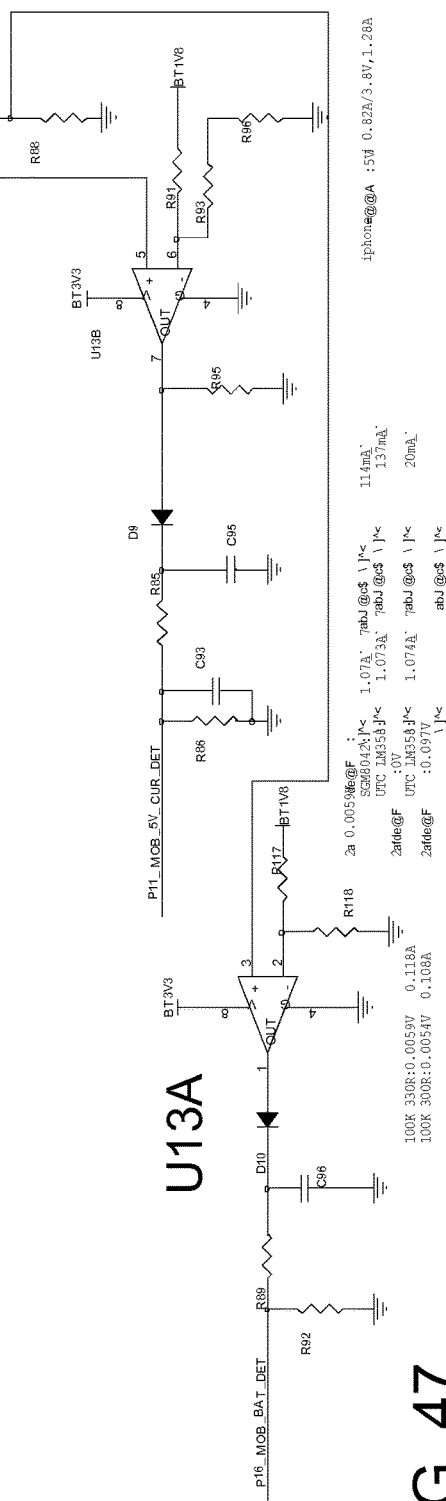 R88
BT1V8
R91
R93
R96
BT3V3
5
6
+
-
V
G
8
4
OUT
U13B
7
R95
D9
C95
R85
C93
R86
P11_MOB_5V_CUR_DET
BT1V8
R117
R118
3
2
+
-
BT3V3
V
G
8
4
OUT
U13A
1
D10
C96
R89
R92
P16_MOB_BAT_DET
0.82A/3.8V,1.28A
1.07A 114mA
UTC LM358 1.073A 137mA
:0V
UTC LM358 1.074A 20mA
:0.097V
100K 330R:0.0059V 0.118A
100K 300R:0.0054V 0.108A
G 47